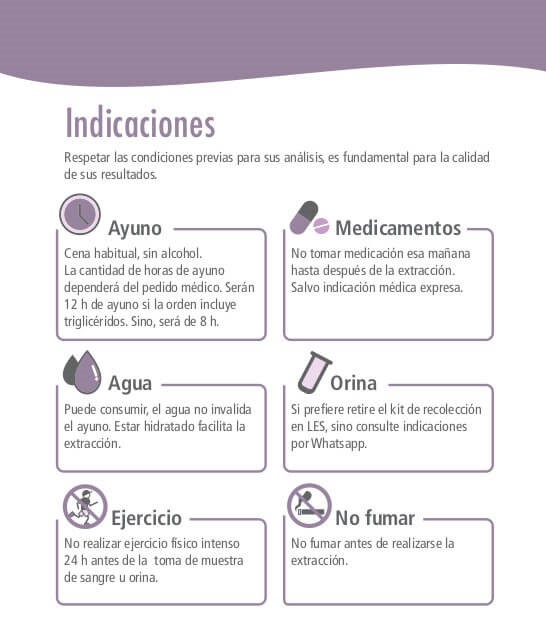 Indicaciones
Respetar las condiciones previas para sus análisis, es fundamental para la calidad
de sus resultados.
Ayuno
Cena habitual, sin alcohol.
La cantidad de horas de ayuno
dependerá del pedido médico. Serán
12 h de ayuno si la orden incluye
triglicéridos. Sino, será de 8 h.
Medicamentos
No tomar medicación esa mañana
hasta después de la extracción.
Salvo indicación médica expresa.
Agua
Puede consumir, el agua no invalida
el ayuno. Estar hidratado facilita la
extracción.
Orina
Si prefiere retire el kit de recolección
en LES, sino consulte indicaciones
por Whatsapp.
Ejercicio
No realizar ejercicio físico intenso
24 h antes de la toma de muestra
de sangre u orina.
No fumar
No fumar antes de realizarse la
extracción.